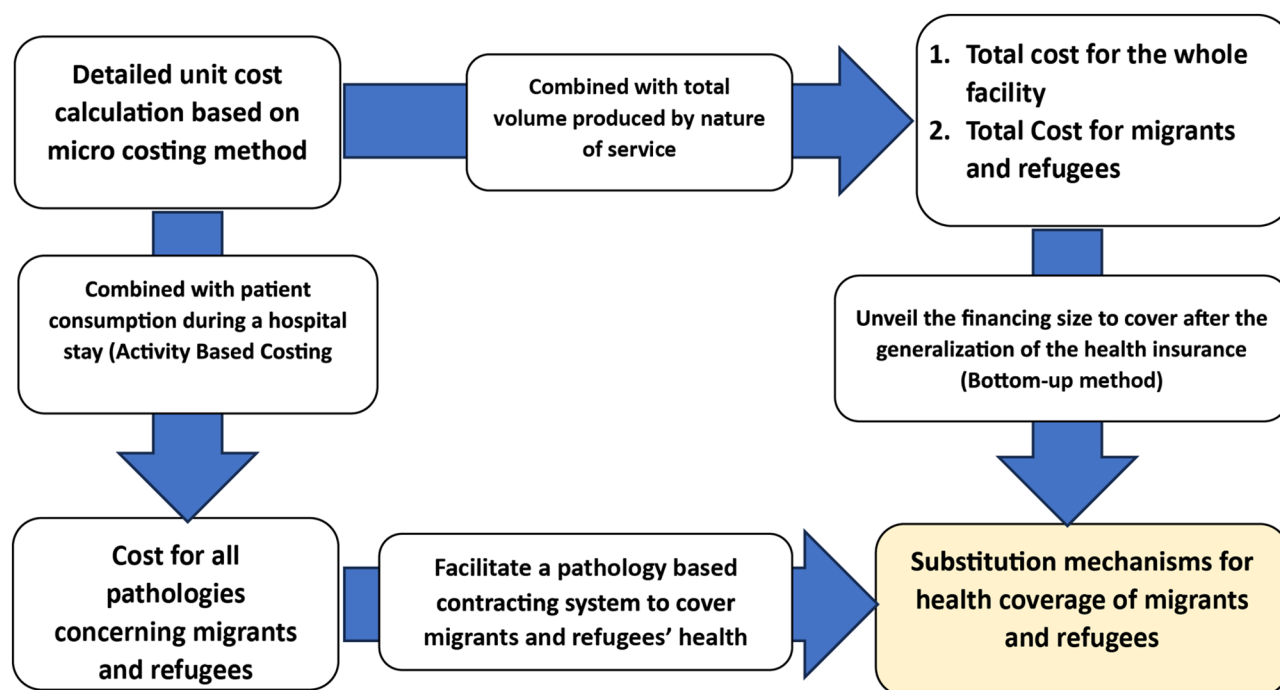 Detailed unit cost
calculation based on
micro costing method
Combined with total
volume produced by nature
of service
1. Total cost for the whole
facility
2. Total Cost for migrants
and refugees
Combined with patient
consumption during a hospital
stay (Activity Based Costing
Unveil the financing size to cover after the
generalization of the health insurance
(Bottom-up method)
Cost for all
pathologies
concerning migrants
and refugees
Facilitate a pathology based
contracting system to cover
migrants and refugees’ health
Substitution mechanisms for
health coverage of migrants
and refugees